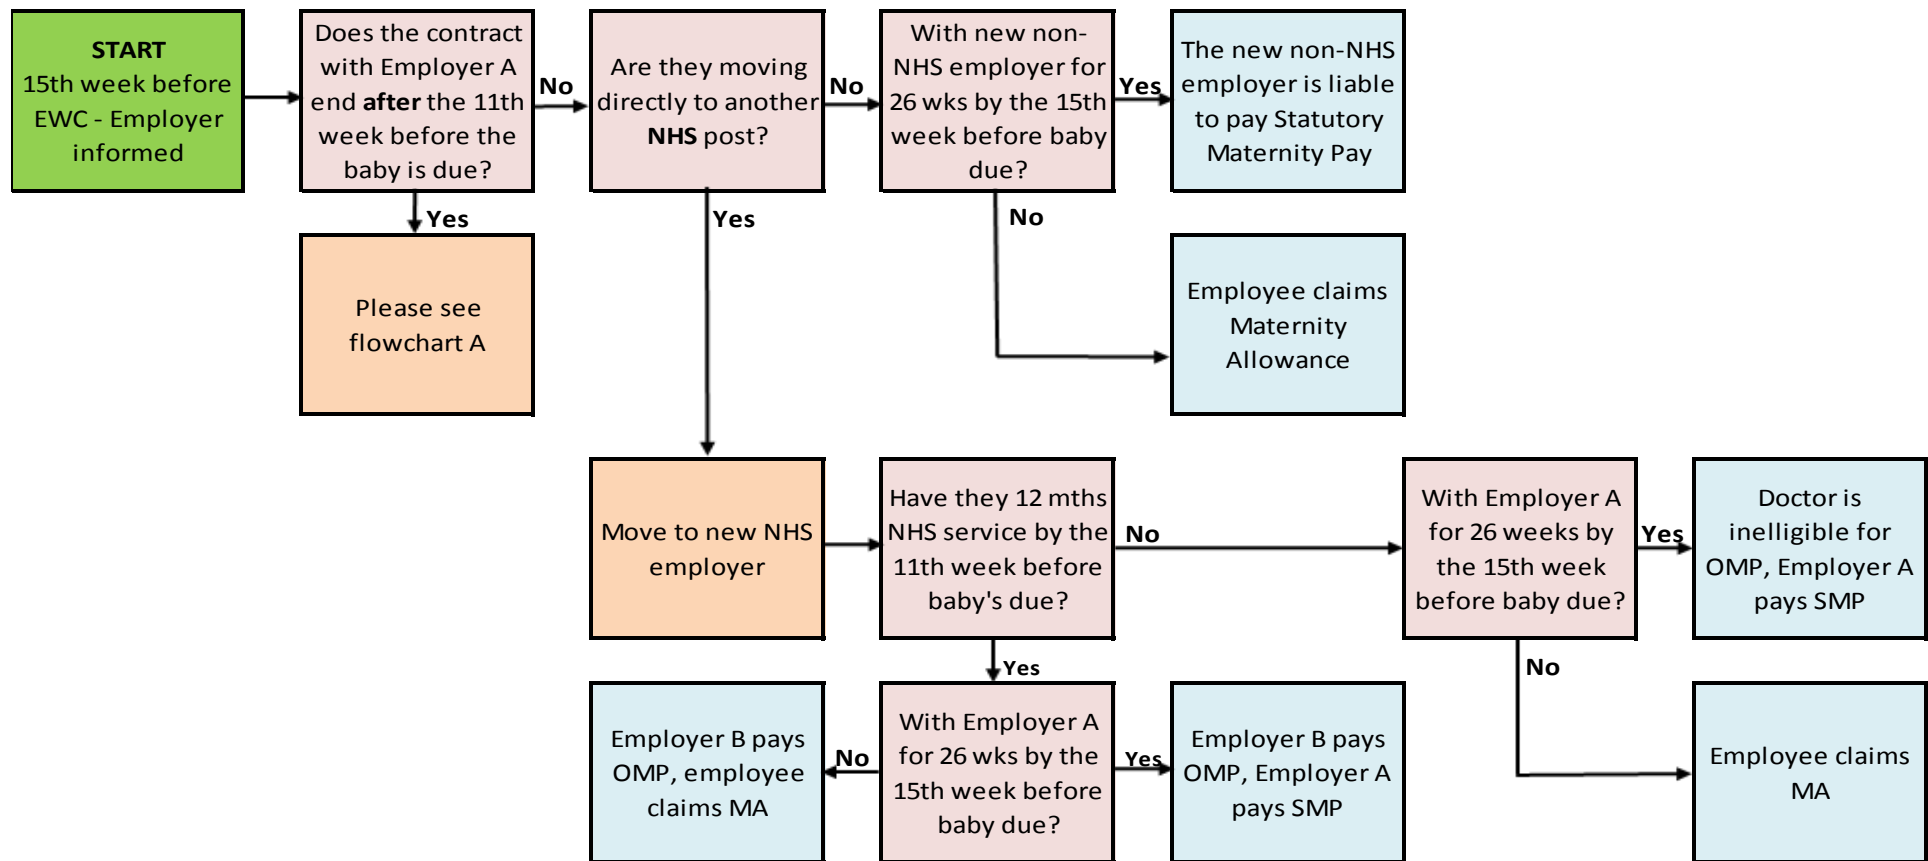 START
15th week before
EWC - Employer
informed
Does the contract
with Employer A
end after the 11th
week before the
baby is due?
No
Yes
Please see
flowchart A
Are they moving
directly to another
NHS post?
No
Yes
With new non-
NHS employer for
26 wks by the 15th
week before baby
due?
Yes
No
The new non-NHS
employer is liable
to pay Statutory
Maternity Pay
Employee claims
Maternity
Allowance
Move to new NHS
employer
Have they 12 mths
NHS service by the
11th week before
baby's due?
No
Yes
With Employer A
for 26 weeks by
the 15th week
before baby due?
Yes
No
Doctor is
inelligible for
OMP, Employer A
pays SMP
Employer B pays
OMP, employee
claims MA
No
With Employer A
for 26 wks by the
15th week before
baby due?
Yes
Employer B pays
OMP, Employer A
pays SMP
Employee claims
MA